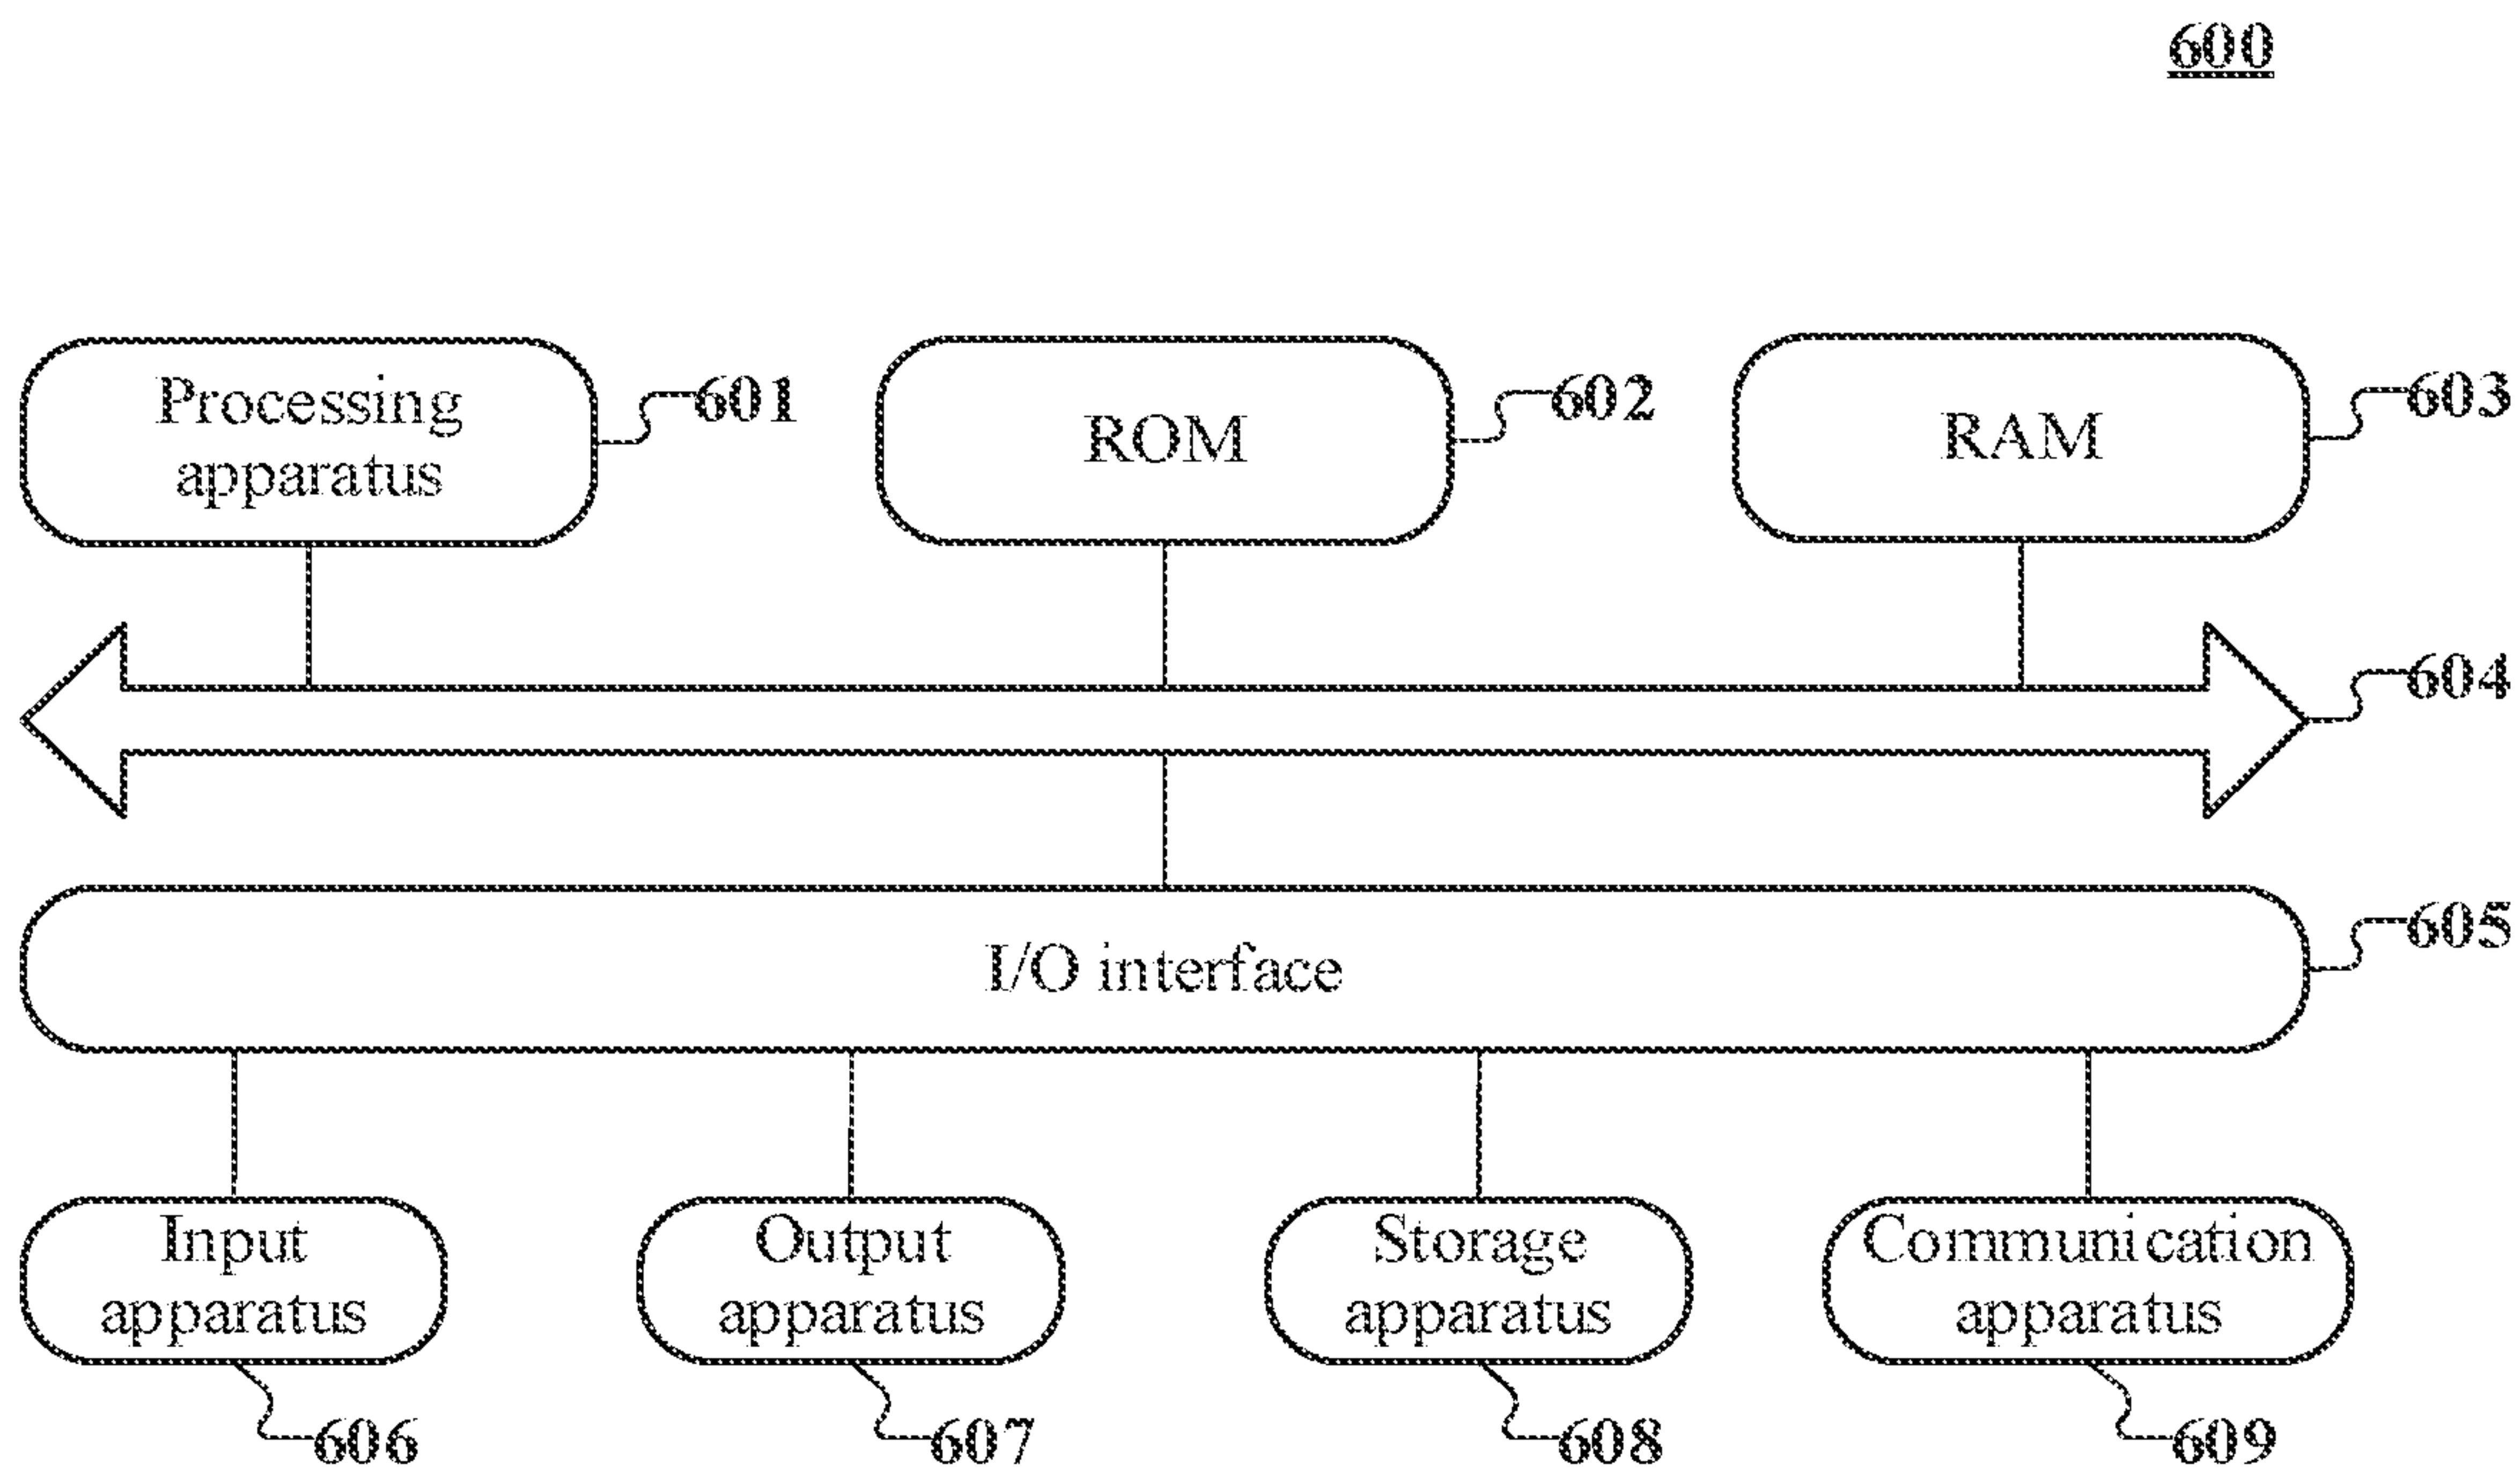 600
Processing
apparatus
601
ROM
602
RAM
603
604
I/O interface
605
Input
apparatus
Output
apparatus
Storage
apparatus
Communication
apparatus
606
607
608
609